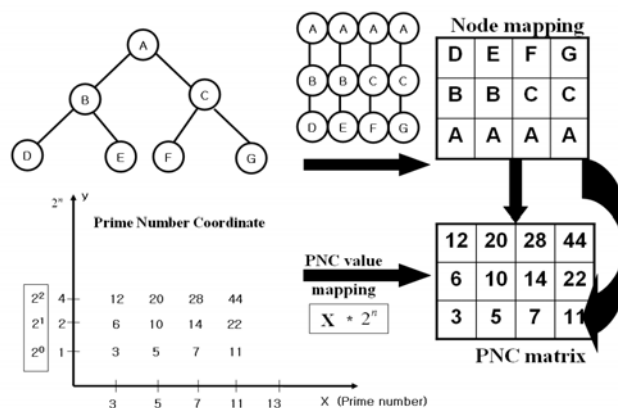 Node mapping
A A A A
B B C C
D E F G
A
B C
D E F G
D E F G
B B C C
A A A A
2ⁿ y
Prime Number Coordinate
2² 4 12 20 28 44
2¹ 2 6 10 14 22
2⁰ 1 3 5 7 11
3 5 7 11 13 X (Prime number)
PNC value
mapping
X * 2ⁿ
12 20 28 44
6 10 14 22
3 5 7 11
PNC matrix